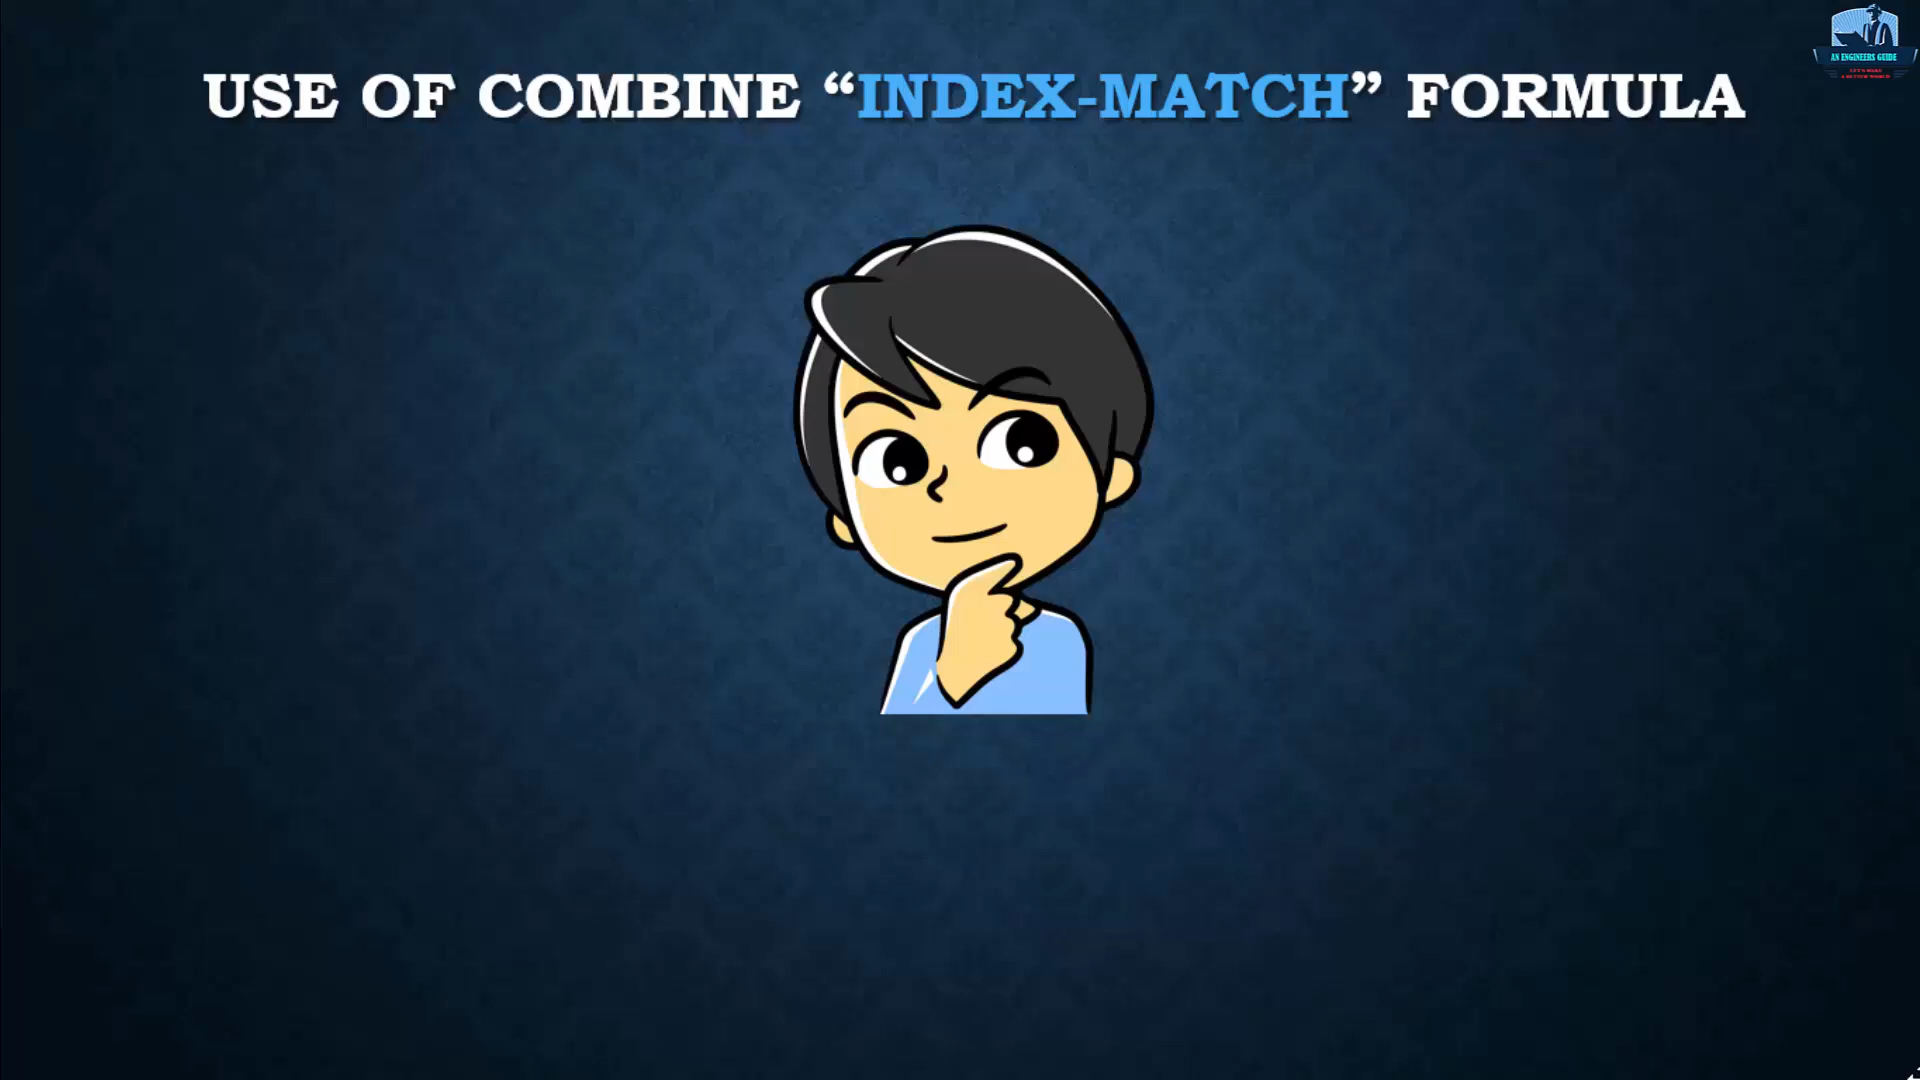 USE OF COMBINE “INDEX-MATCH” FORMULA
AN ENGINEERS GUIDE